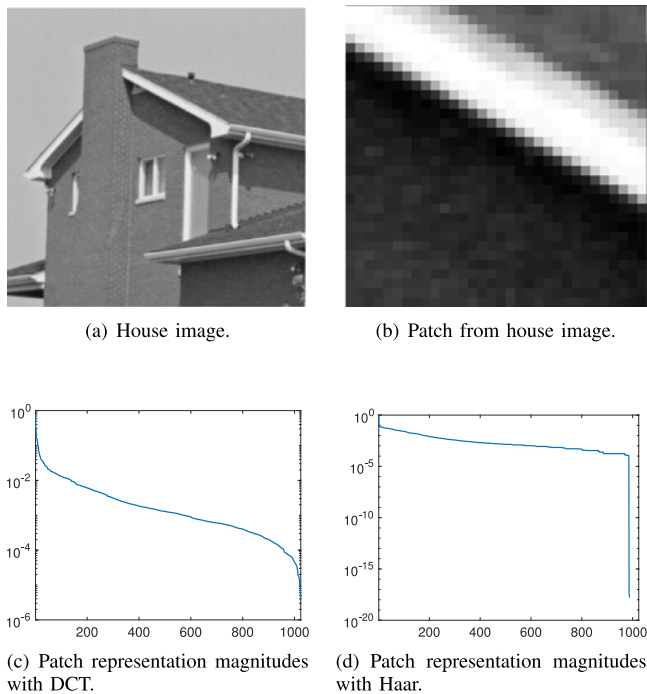 (a) House image.
(b) Patch from house image.
10^0
10^-2
10^-4
10^-6
200 400 600 800 1000
10^0
10^-5
10^-10
10^-15
10^-20
200 400 600 800 1000
(c) Patch representation magnitudes
with DCT.
(d) Patch representation magnitudes
with Haar.